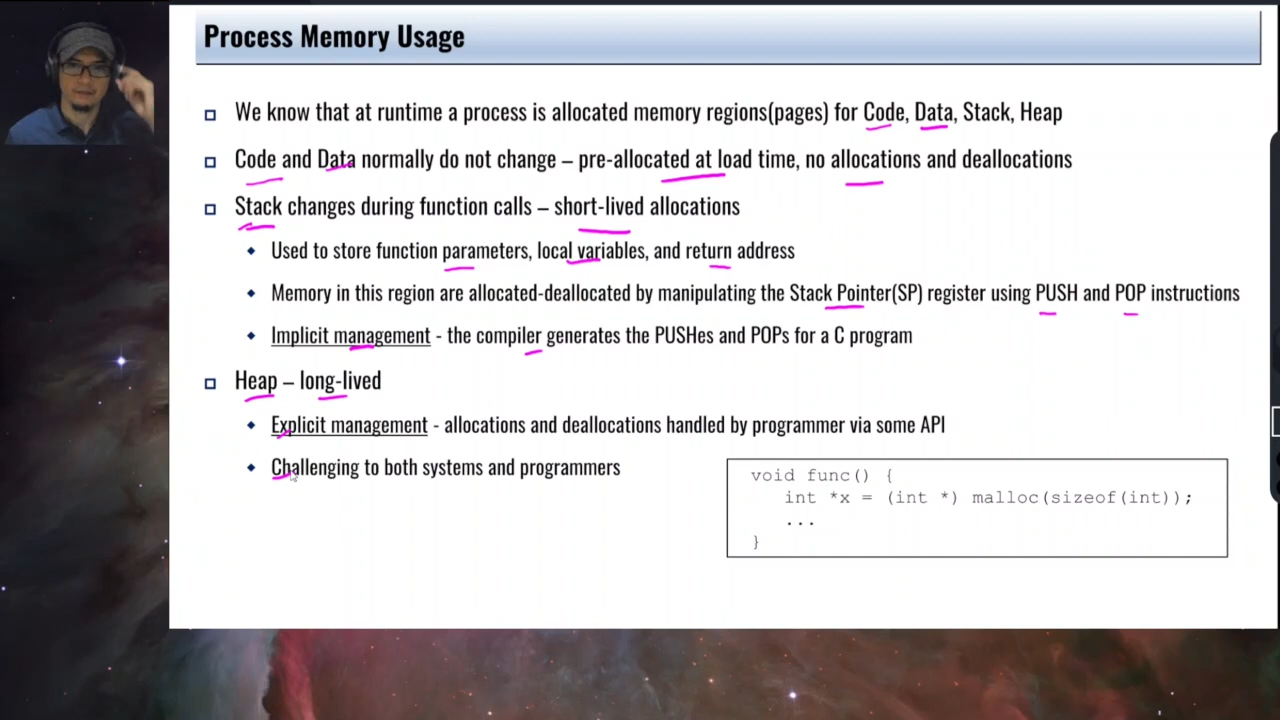 Process Memory Usage
We know that at runtime a process is allocated memory regions(pages) for Code, Data, Stack, Heap
Code and Data normally do not change – pre-allocated at load time, no allocations and deallocations
Stack changes during function calls – short-lived allocations
Used to store function parameters, local variables, and return address
Memory in this region are allocated-deallocated by manipulating the Stack Pointer(SP) register using PUSH and POP instructions
Implicit management - the compiler generates the PUSHes and POPs for a C program
Heap – long-lived
Explicit management - allocations and deallocations handled by programmer via some API
Challenging to both systems and programmers
void func() {
int *x = (int *) malloc(sizeof(int));
...
}